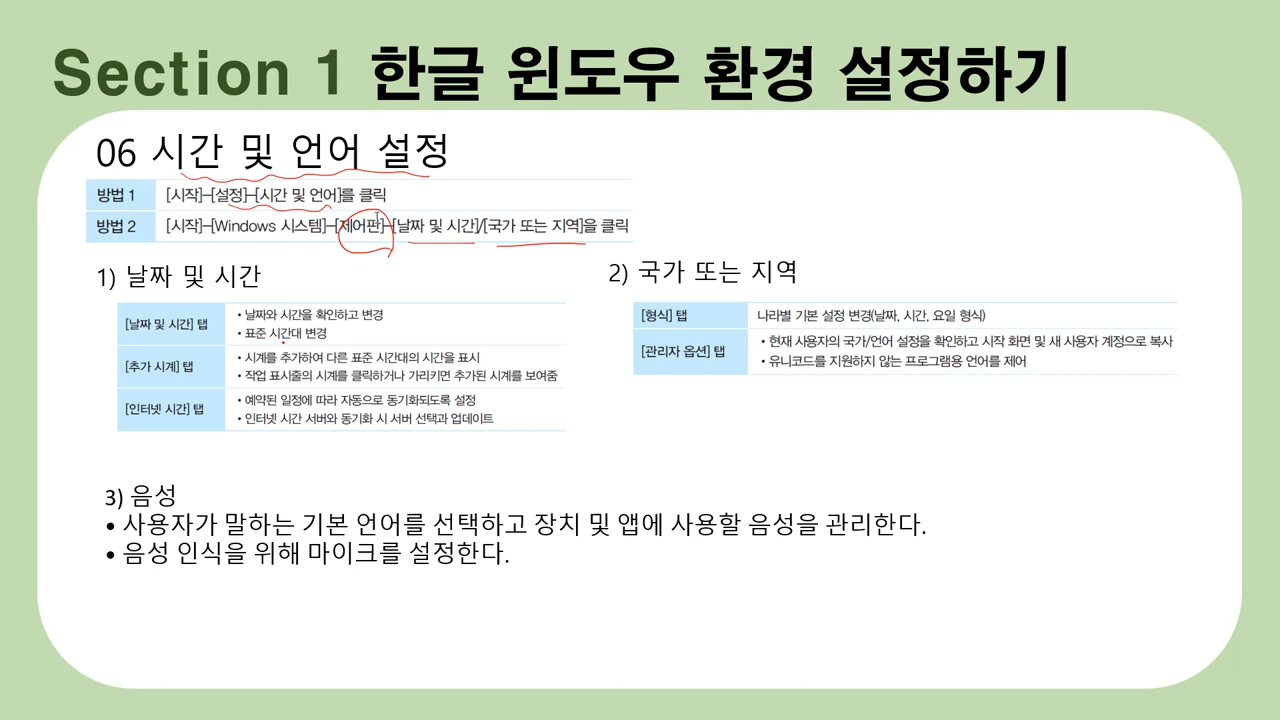 Section 1 한글 윈도우 환경 설정하기
06 시간 및 언어 설정
방법 1 [시작]-[설정]-[시간 및 언어]를 클릭
방법 2 [시작]-[Windows 시스템]-[제어판]-[날짜 및 시간]/[국가 또는 지역]을 클릭
1) 날짜 및 시간
[날짜 및 시간] 탭
• 날짜와 시간을 확인하고 변경
• 표준 시간대 변경
[추가 시계] 탭
• 시계를 추가하여 다른 표준 시간대의 시간을 표시
• 작업 표시줄의 시계를 클릭하거나 가리키면 추가된 시계를 보여줌
[인터넷 시간] 탭
• 예약된 일정에 따라 자동으로 동기화되도록 설정
• 인터넷 시간 서버와 동기화 시 서버 선택과 업데이트
2) 국가 또는 지역
[형식] 탭 나라별 기본 설정 변경(날짜, 시간, 요일 형식)
[관리자 옵션] 탭
• 현재 사용자의 국가/언어 설정을 확인하고 시작 화면 및 새 사용자 계정으로 복사
• 유니코드를 지원하지 않는 프로그램용 언어를 제어
3) 음성
• 사용자가 말하는 기본 언어를 선택하고 장치 및 앱에 사용할 음성을 관리한다.
• 음성 인식을 위해 마이크를 설정한다.